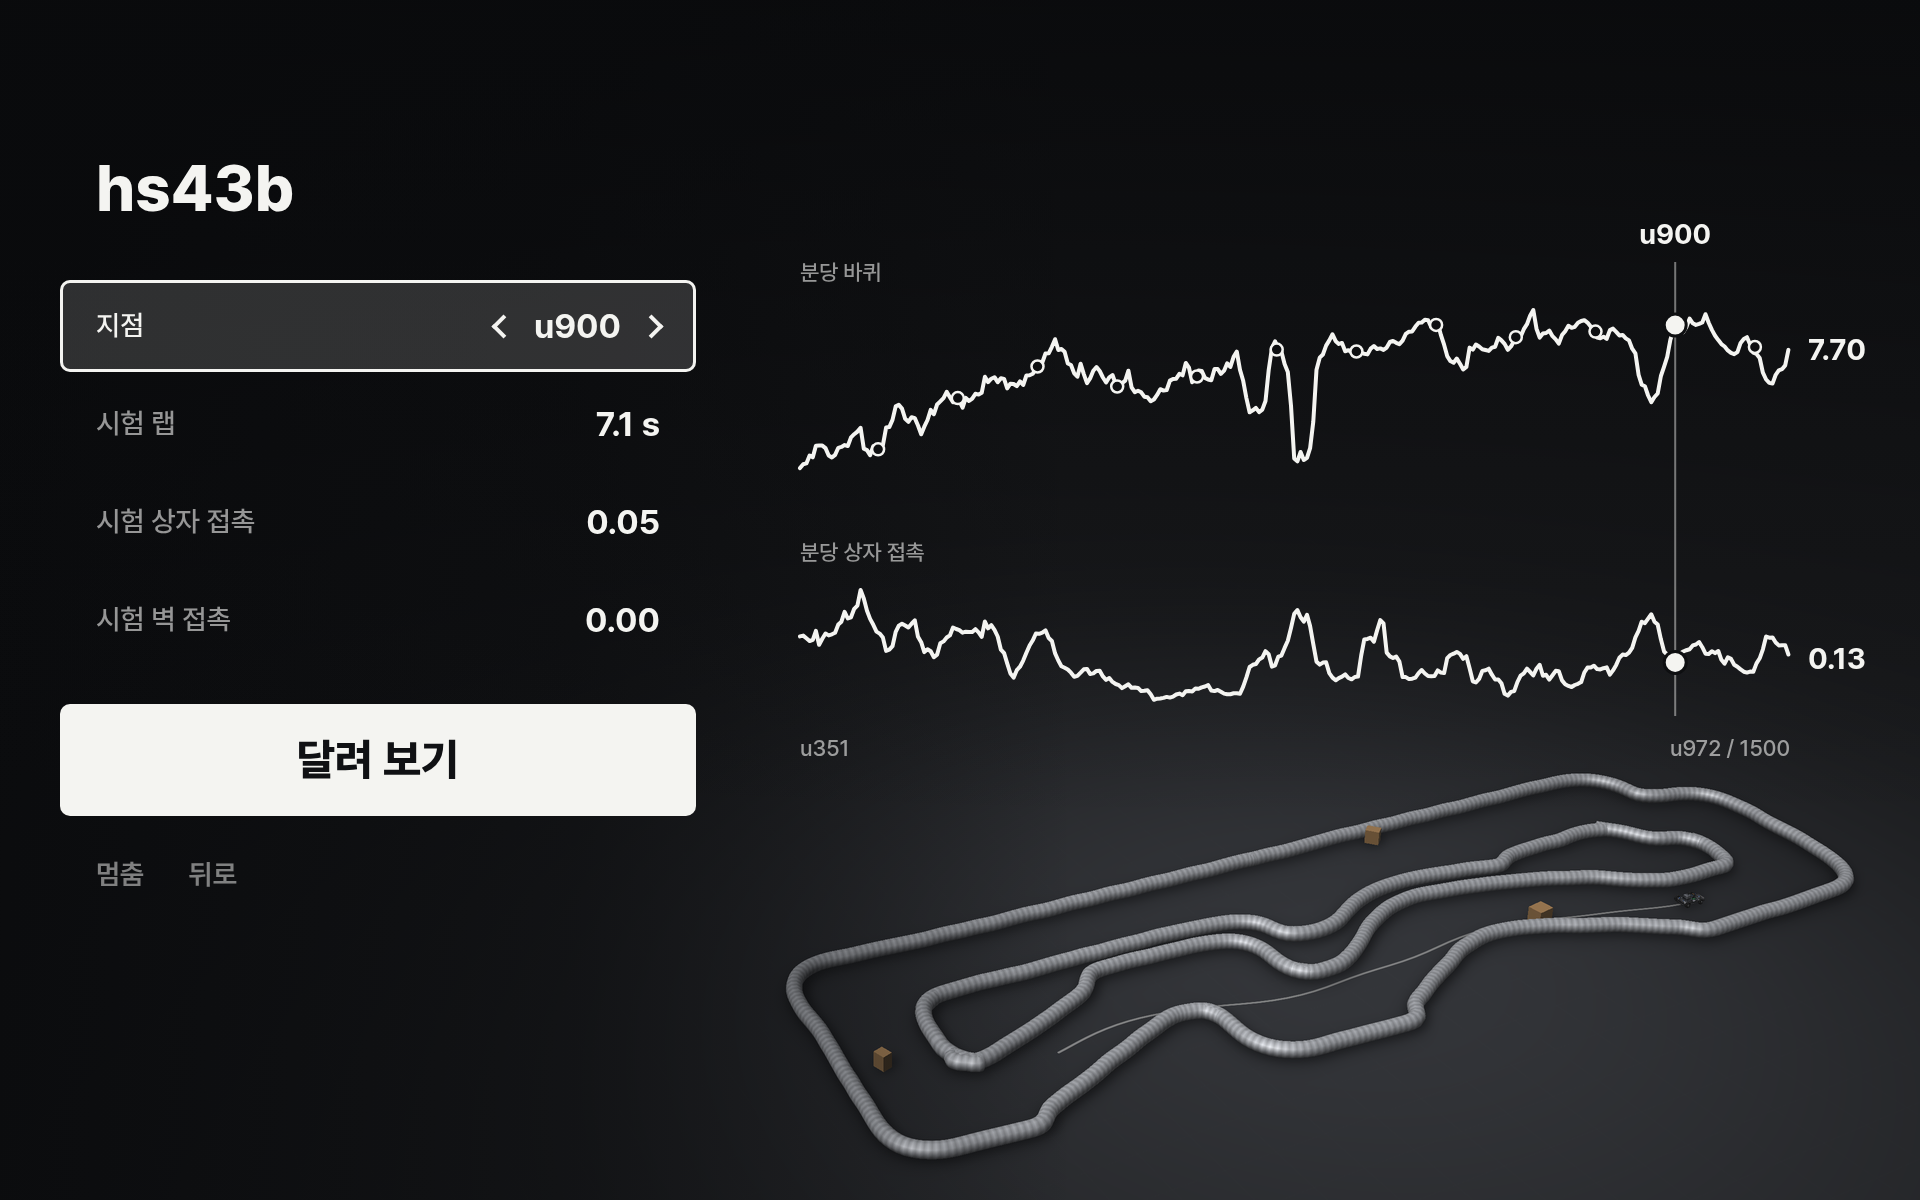 hs43b
지점 u900
시험 랩 7.1 s
시험 상자 접촉 0.05
시험 벽 접촉 0.00
달려 보기
멈춤 뒤로
u900
분당 바퀴
7.70
분당 상자 접촉
0.13
u351 u972 / 1500